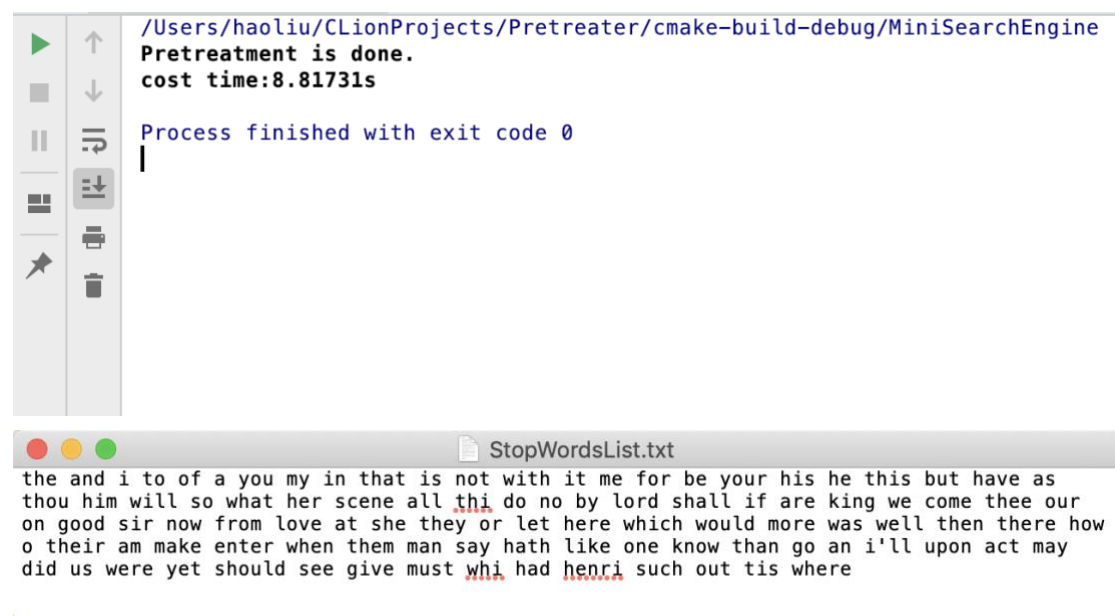 /Users/haoliu/CLionProjects/Pretreater/cmake-build-debug/MiniSearchEngine
Pretreatment is done.
cost time:8.81731s
Process finished with exit code 0
StopWordsList.txt
the and i to of a you my in that is not with it me for be your his he this but have as
thou him will so what her scene all thi do no by lord shall if are king we come thee our
on good sir now from love at she they or let here which would more was well then there how
o their am make enter when them man say hath like one know than go an i'll upon act may
did us were yet should see give must whi had henri such out tis where